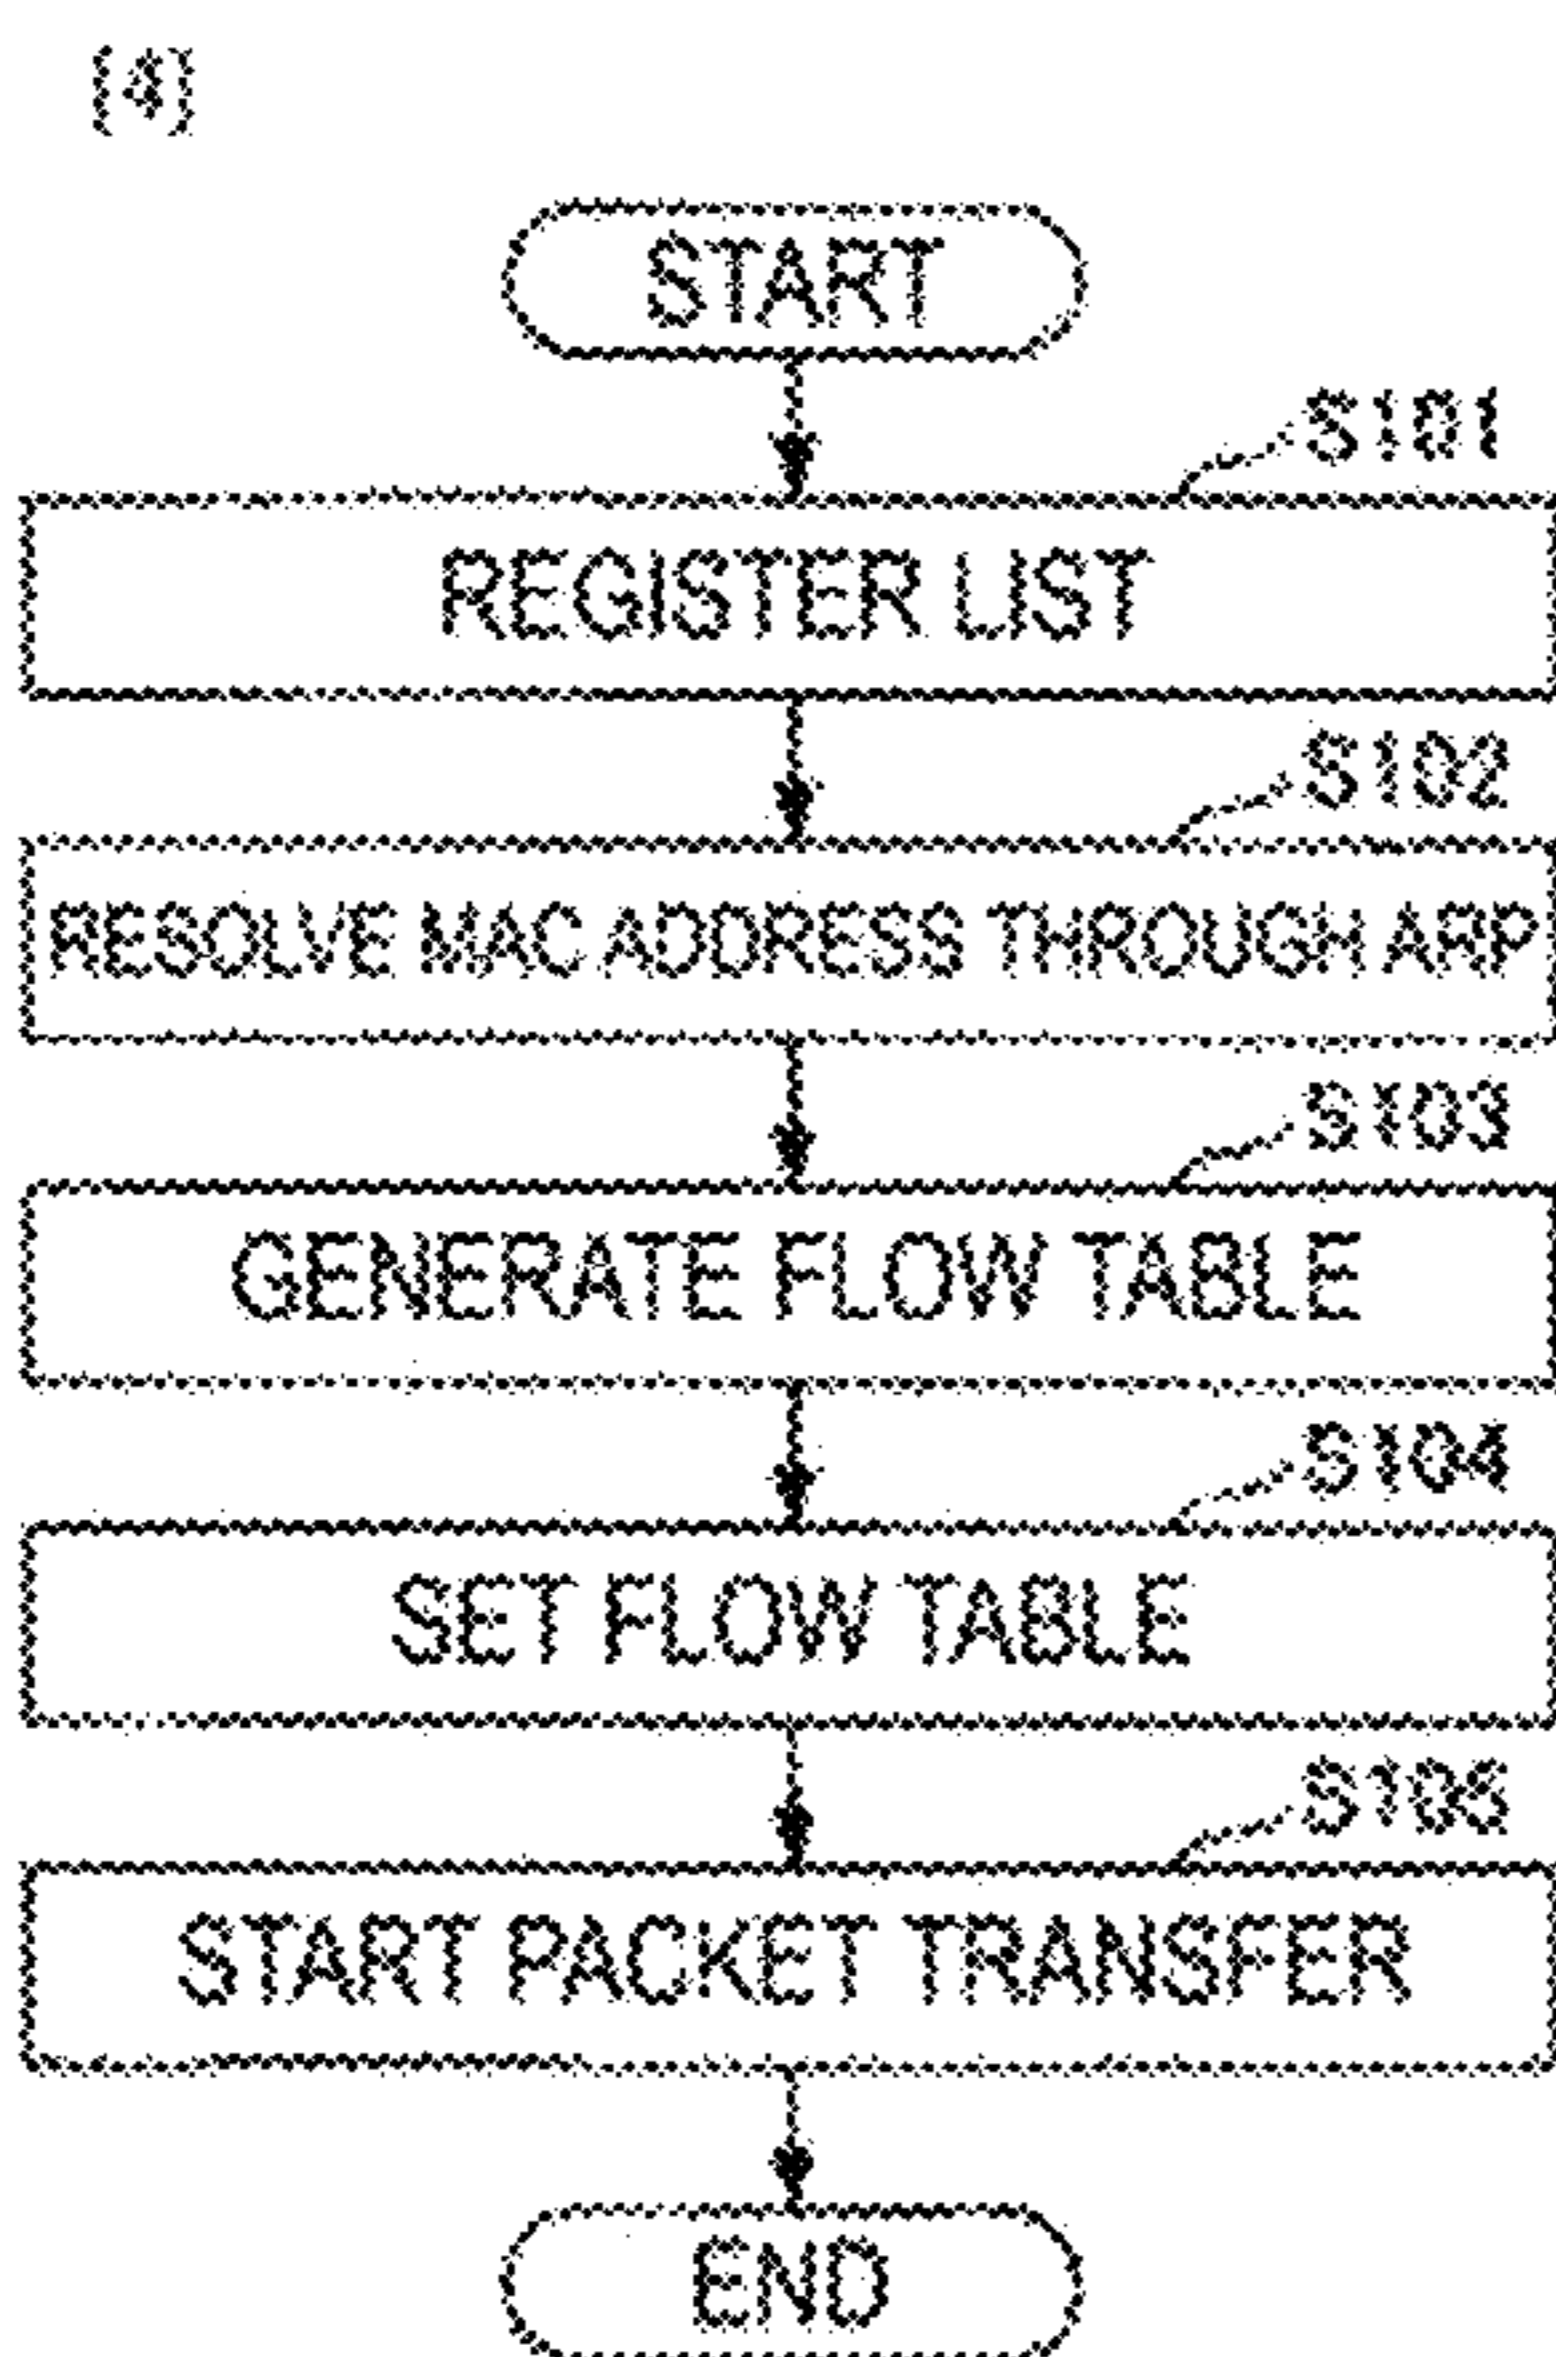 [4]
START
S101
REGISTER LIST
S102
RESOLVE MAC ADDRESS THROUGH ARP
S103
GENERATE FLOW TABLE
S104
SET FLOW TABLE
S105
START PACKET TRANSFER
END